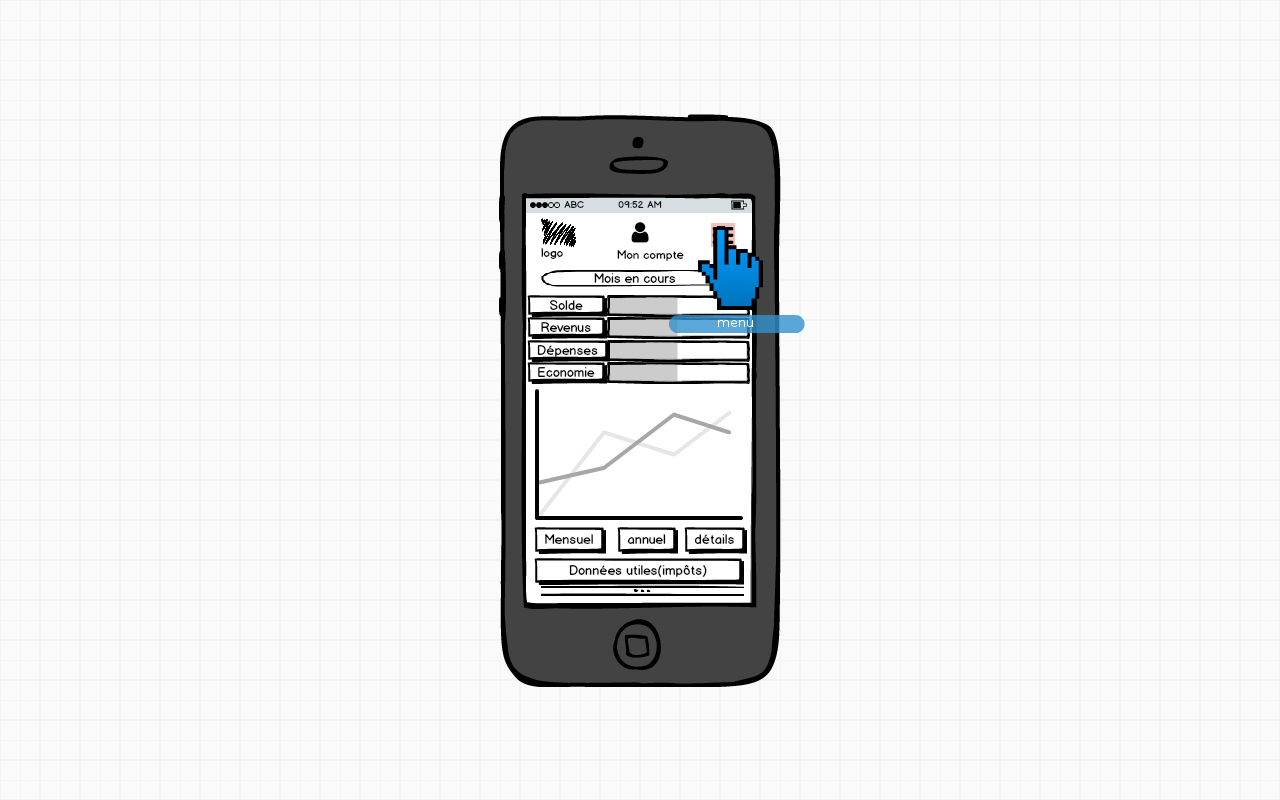 ABC 09:52 AM
logo
Mon compte
Mois en cours
Solde
Revenus
menu
Dépenses
Economie
Mensuel annuel détails
Données utiles(impôts)
...